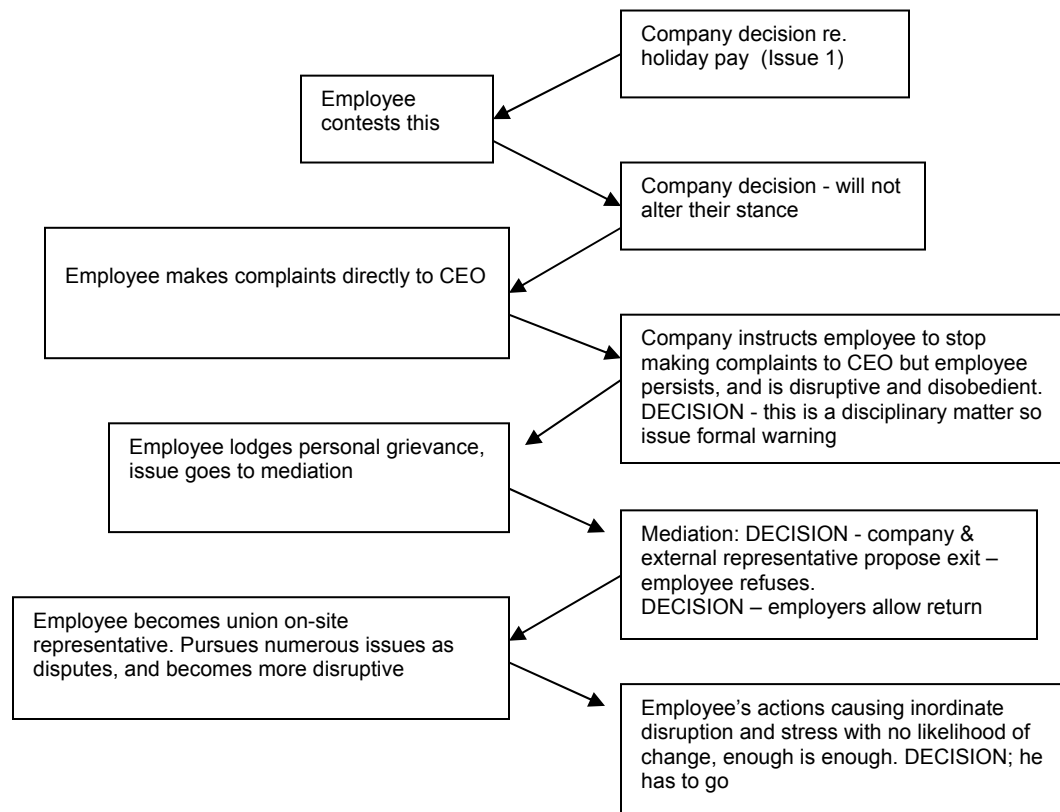 Company decision re.
holiday pay  (Issue 1)
Employee
contests this
Company decision - will not
alter their stance
Employee makes complaints directly to CEO
Company instructs employee to stop
making complaints to CEO but employee
persists, and is disruptive and disobedient.
DECISION - this is a disciplinary matter so
issue formal warning
Employee lodges personal grievance,
issue goes to mediation
Mediation: DECISION - company &
external representative propose exit –
employee refuses.
DECISION – employers allow return
Employee becomes union on-site
representative. Pursues numerous issues as
disputes, and becomes more disruptive
Employee’s actions causing inordinate
disruption and stress with no likelihood of
change, enough is enough. DECISION; he
has to go